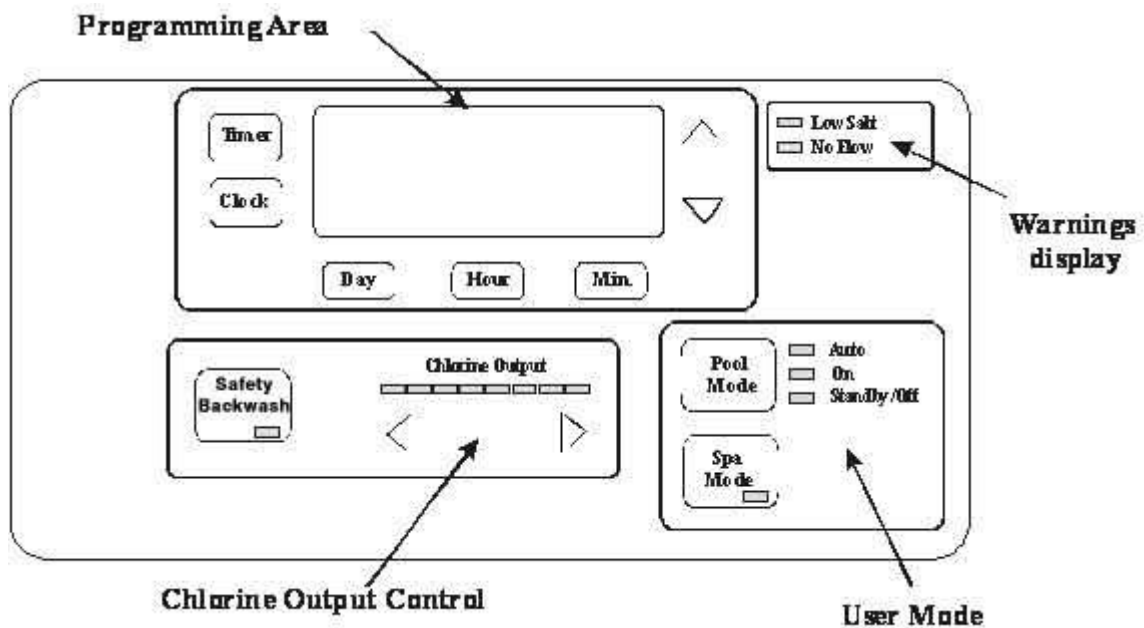 Programming Area
Timer
Clock
Day
Hour
Min.
Low Salt
No Flow
Warnings
display
Safety
Backwash
Chlorine Output
Pool
Mode
Auto
On
Standby/Off
Spa
Mode
Chlorine Output Control
User Mode